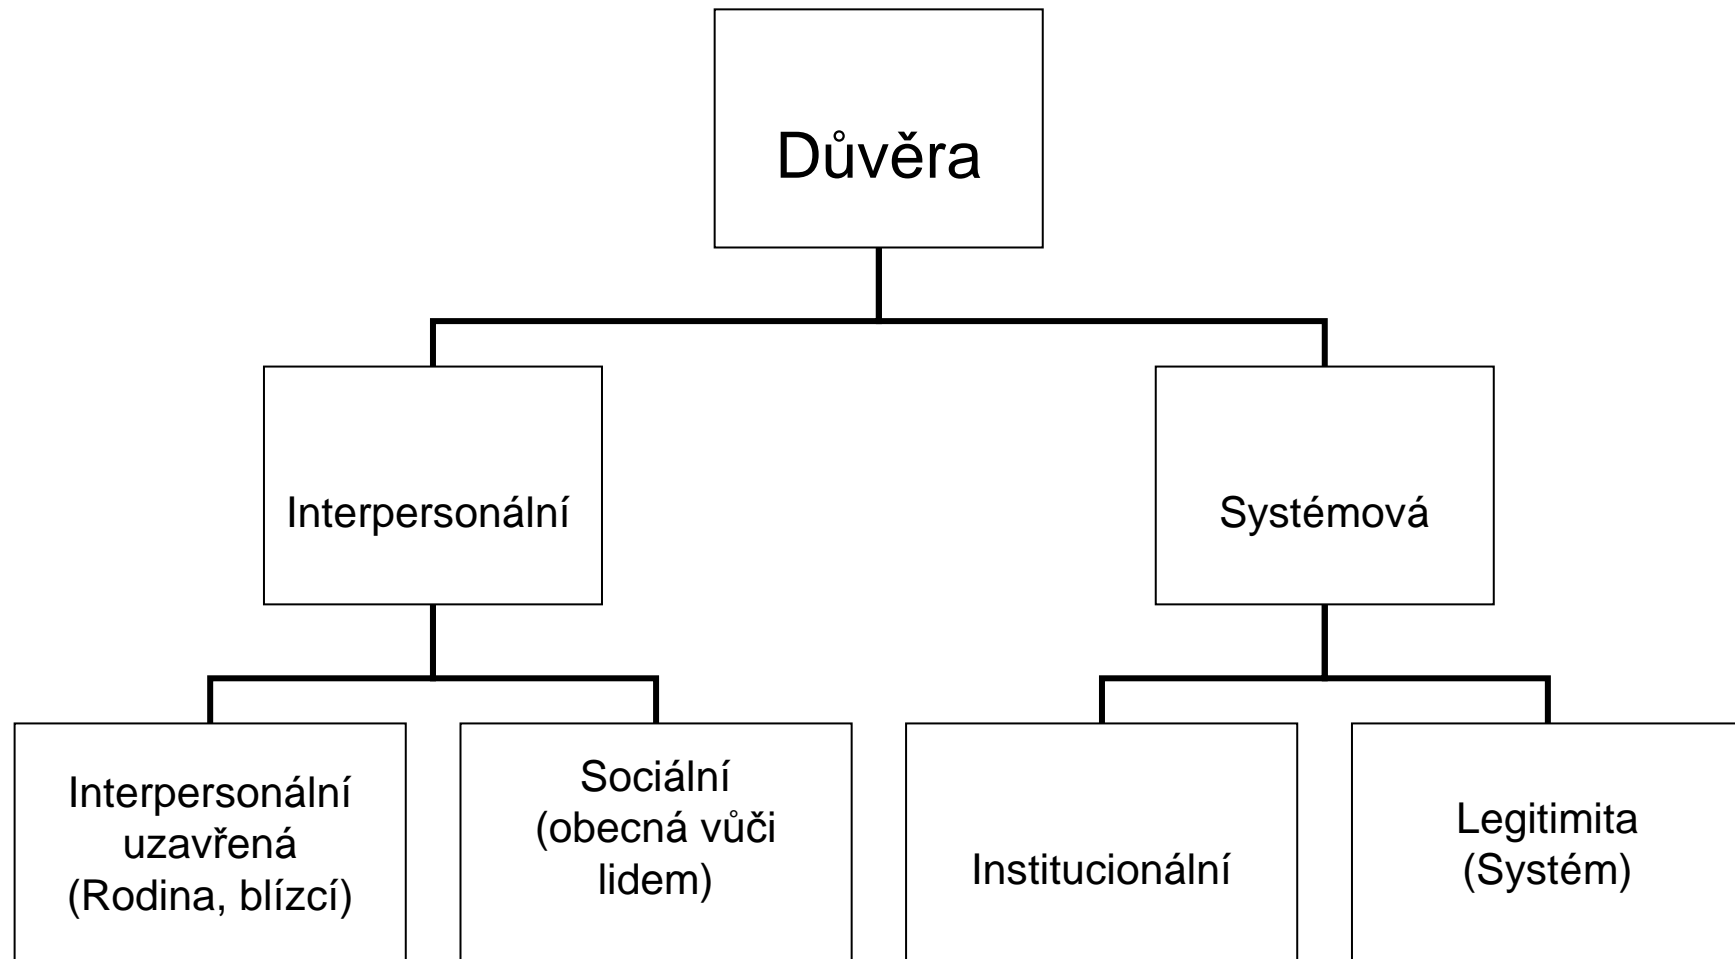 Důvěra
Interpersonální
Systémová
Interpersonální
uzavřená
(Rodina, blízcí)
Sociální
(obecná vůči
lidem)
Institucionální
Legitimita
(Systém)